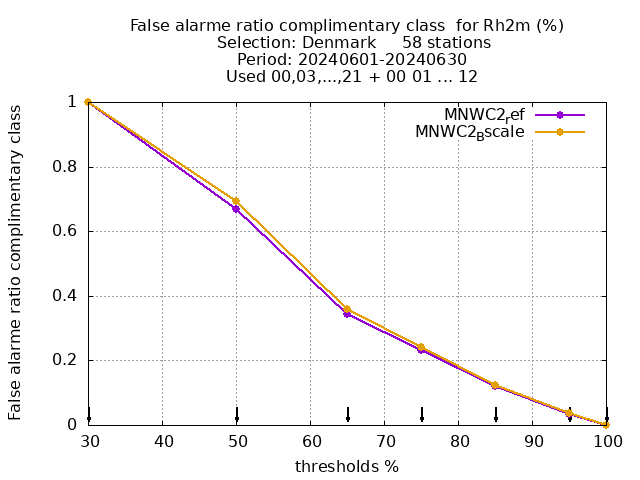 False alarme ratio complimentary class  for Rh2m (%)
Selection: Denmark     58 stations
Period: 20240601-20240630
Used 00,03,...,21 + 00 01 ... 12
False alarme ratio complimentary class
MNWC2ref
MNWC2Bscale
1
0.8
0.6
0.4
0.2
0
30 40 50 60 70 80 90 100
thresholds %